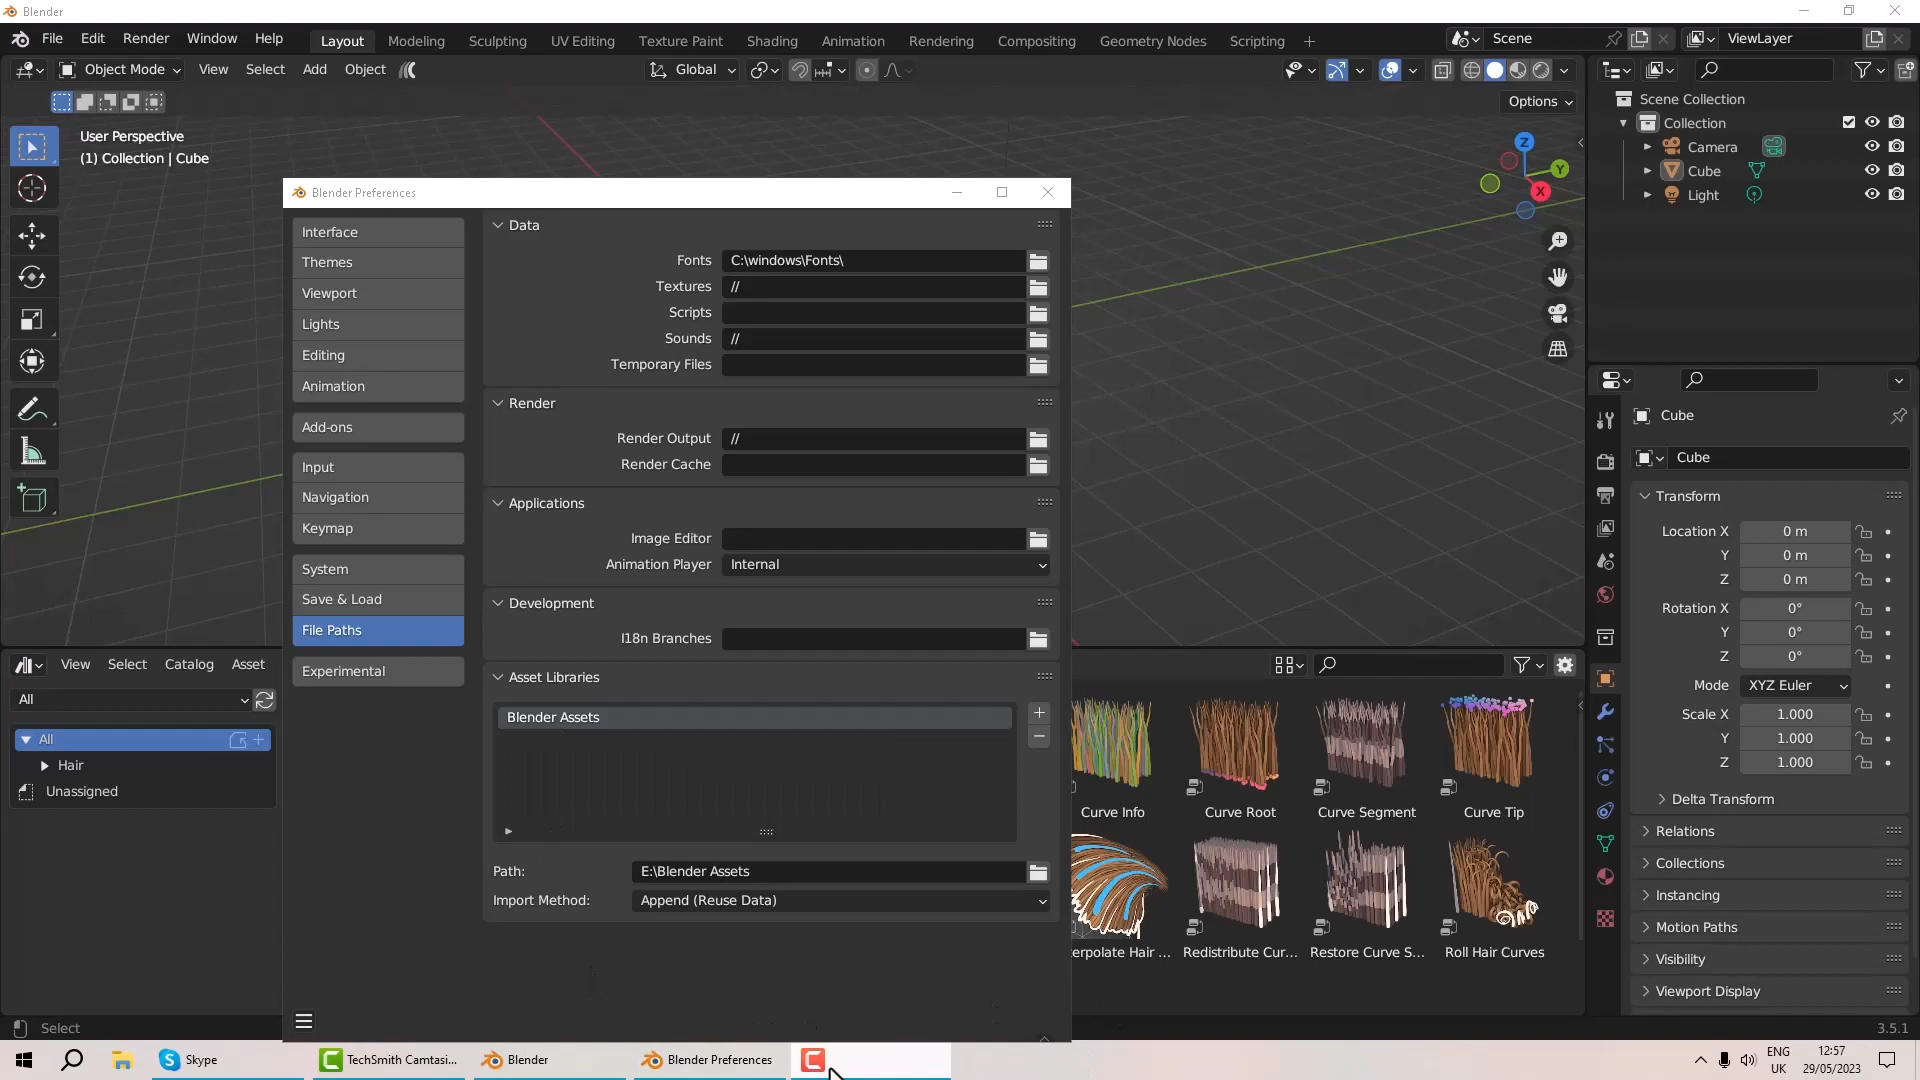 Blender
File Edit Render Window Help
Layout Modeling Sculpting UV Editing Texture Paint Shading Animation Rendering Compositing Geometry Nodes Scripting +
Scene
ViewLayer
Object Mode View Select Add Object
Global
Options
User Perspective
(1) Collection | Cube
Z
Y
X
Scene Collection
Collection
Camera
Cube
Light
Blender Preferences
Interface
Themes
Viewport
Lights
Editing
Animation
Add-ons
Input
Navigation
Keymap
System
Save & Load
File Paths
Experimental
Data
Fonts C:\windows\Fonts\
Textures //
Scripts
Sounds //
Temporary Files
Render
Render Output //
Render Cache
Applications
Image Editor
Animation Player Internal
Development
I18n Branches
Asset Libraries
Blender Assets
Path: E:\Blender Assets
Import Method: Append (Reuse Data)
View Select Catalog Asset
All
All
Hair
Unassigned
Curve Info
Curve Root
Curve Segment
Curve Tip
erpolate Hair ...
Redistribute Cur...
Restore Curve S...
Roll Hair Curves
Cube
Cube
Transform
Location X 0 m
Y 0 m
Z 0 m
Rotation X 0°
Y 0°
Z 0°
Mode XYZ Euler
Scale X 1.000
Y 1.000
Z 1.000
Delta Transform
Relations
Collections
Instancing
Motion Paths
Visibility
Viewport Display
Select
3.5.1
Skype
TechSmith Camtasi...
Blender
Blender Preferences
ENG
UK
12:57
29/05/2023